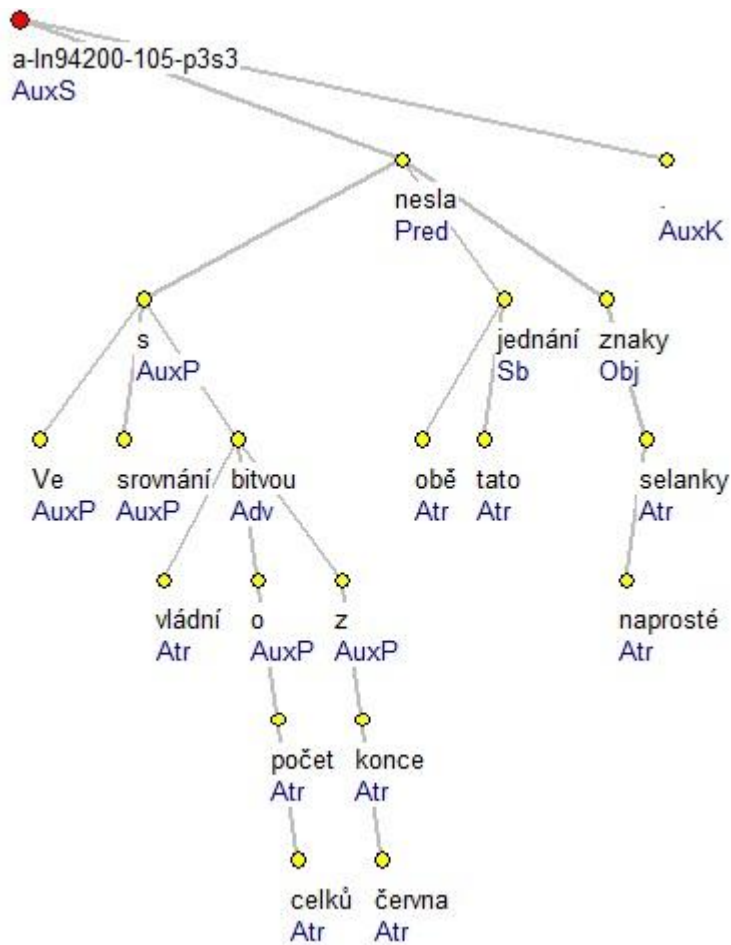 a-ln94200-105-p3s3
AuxS
nesla .
Pred AuxK
s jednání znaky
AuxP Sb Obj
Ve srovnání bitvou obě tato selanky
AuxP AuxP Adv Atr Atr Atr
vládní o z naprosté
Atr AuxP AuxP Atr
počet konce
Atr Atr
celků června
Atr Atr